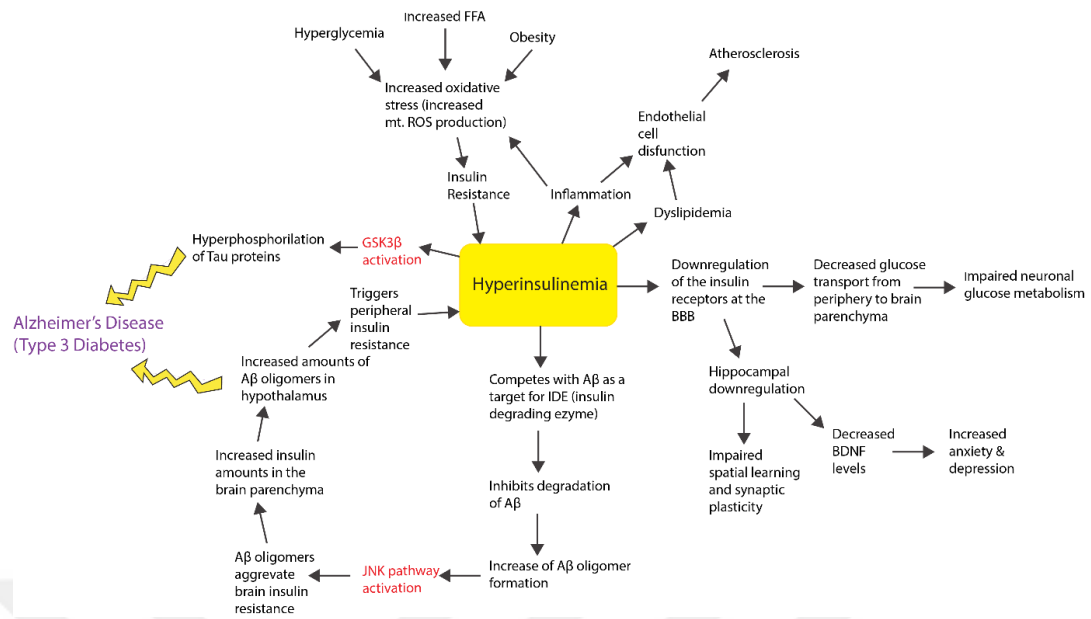 Increased FFA
Hyperglycemia
Obesity
Atherosclerosis
Increased oxidative
stress (increased
mt. ROS production)
Endothelial
cell
disfunction
Insulin
Resistance
Inflammation
Dyslipidemia
Hyperphosphorilation
of Tau proteins
GSK3β
activation
Hyperinsulinemia
Downregulation
of the insulin
receptors at the
BBB
Decreased glucose
transport from
periphery to brain
parenchyma
Impaired neuronal
glucose metabolism
Triggers
peripheral
insulin
resistance
Alzheimer's Disease
(Type 3 Diabetes)
Increased amounts of
Aβ oligomers in
hypothalamus
Competes with Aβ as a
target for IDE (insulin
degrading ezyme)
Hippocampal
downregulation
Increased insulin
amounts in the
brain parenchyma
Inhibits degradation
of Aβ
Impaired
spatial learning
and synaptic
plasticity
Decreased
BDNF
levels
Increased
anxiety &
depression
Aβ oligomers
aggrevate
brain insulin
resistance
JNK pathway
activation
Increase of Aβ oligomer
formation